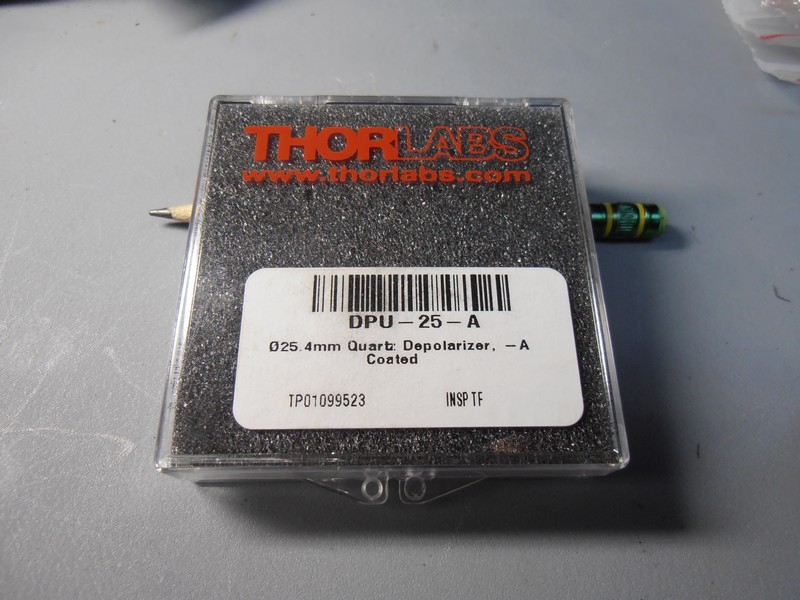 THORLABS
www.thorlabs.com
DPU-25-A
Ø25.4mm Quartz Depolarizer, -A
Coated
TP01099523 INSP TF